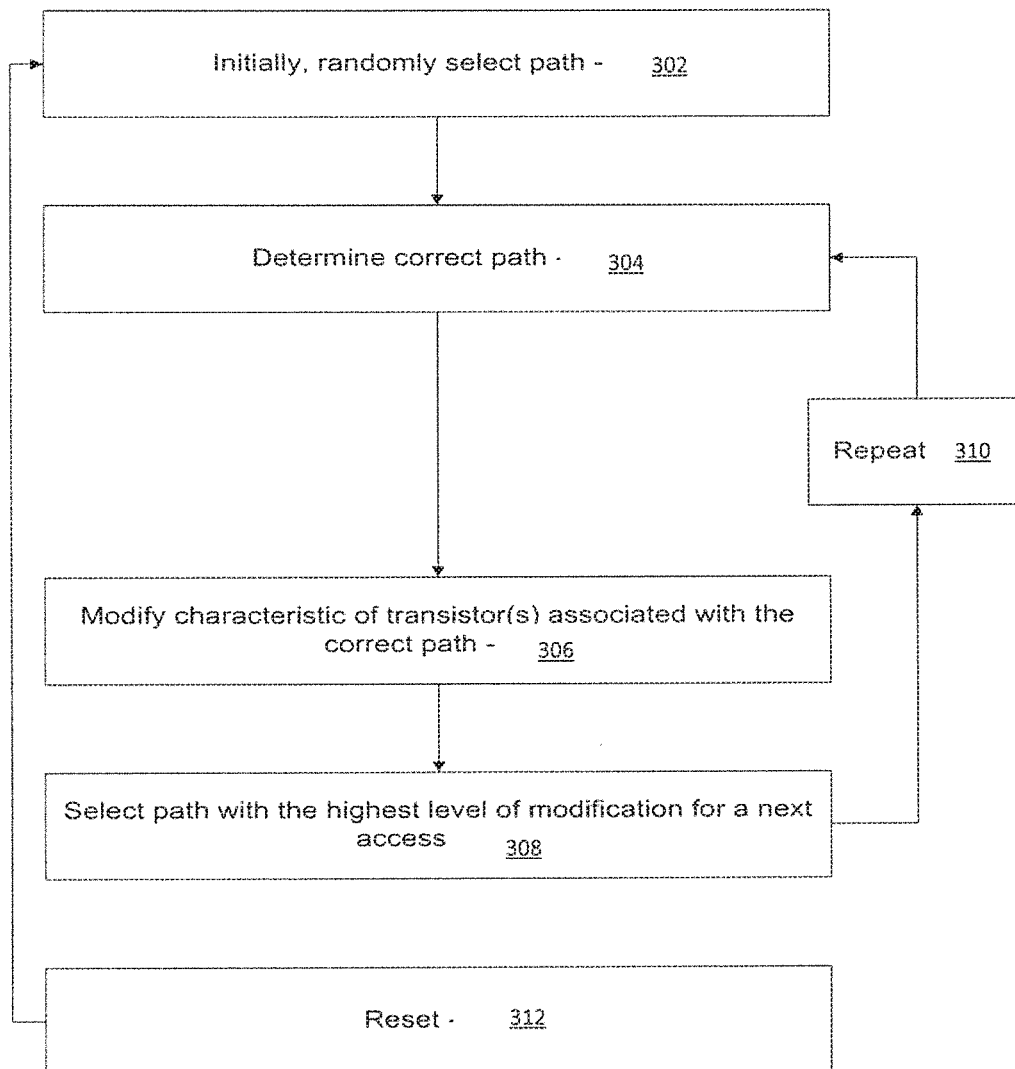 Initially, randomly select path - 302
Determine correct path - 304
Repeat 310
Modify characteristic of transistor(s) associated with the
correct path - 306
Select path with the highest level of modification for a next
access 308
Reset - 312